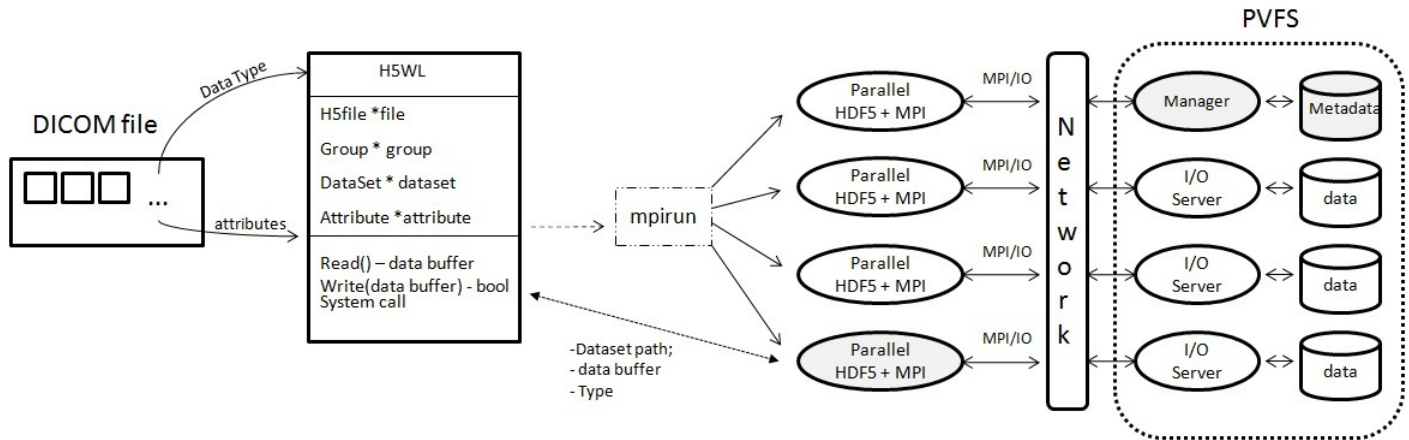 PVFS
DICOM file
...
Data Type
attributes
H5WL
H5file *file
Group * group
DataSet * dataset
Attribute *attribute
Read() – data buffer
Write(data buffer) - bool
System call
mpirun
-Dataset path;
- data buffer
- Type
Parallel
HDF5 + MPI
Parallel
HDF5 + MPI
Parallel
HDF5 + MPI
Parallel
HDF5 + MPI
MPI/IO
MPI/IO
MPI/IO
MPI/IO
Network
Manager
Metadata
I/O
Server
data
I/O
Server
data
I/O
Server
data